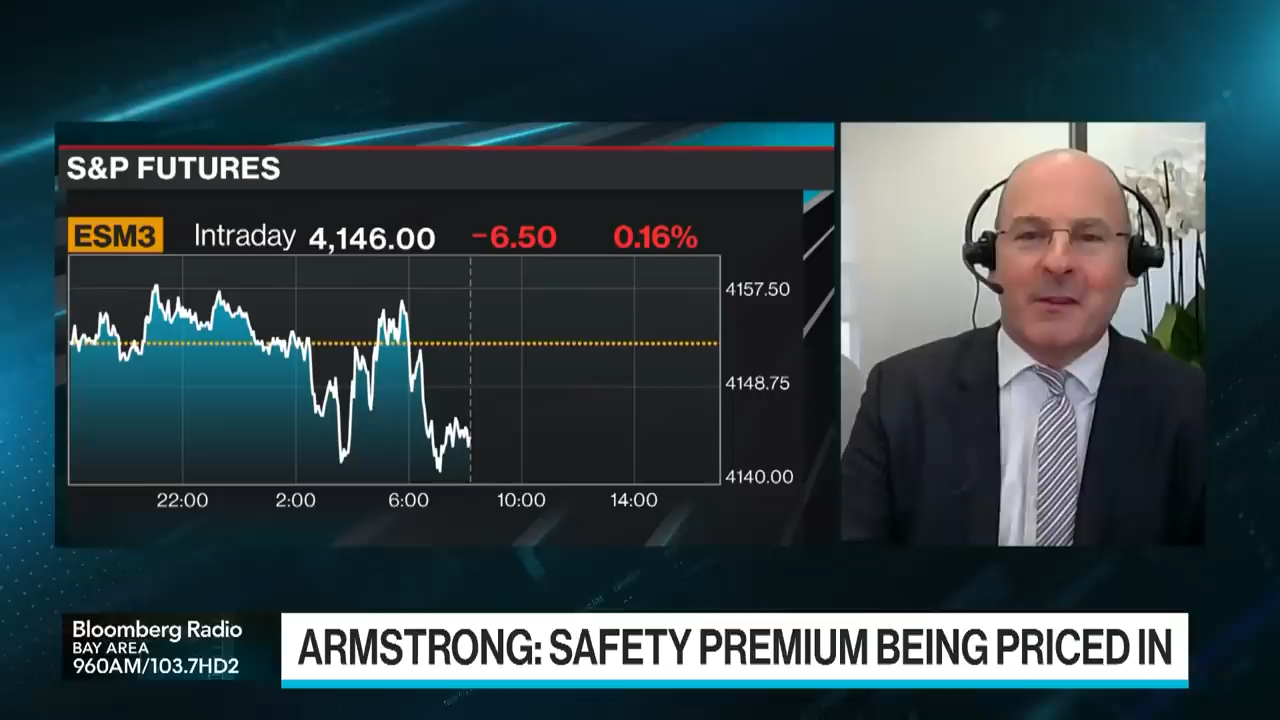 S&P FUTURES
ESM3 Intraday 4,146.00 -6.50 0.16%
4157.50
4148.75
4140.00
22:00 2:00 6:00 10:00 14:00
Bloomberg Radio
BAY AREA
960AM/103.7HD2
ARMSTRONG: SAFETY PREMIUM BEING PRICED IN